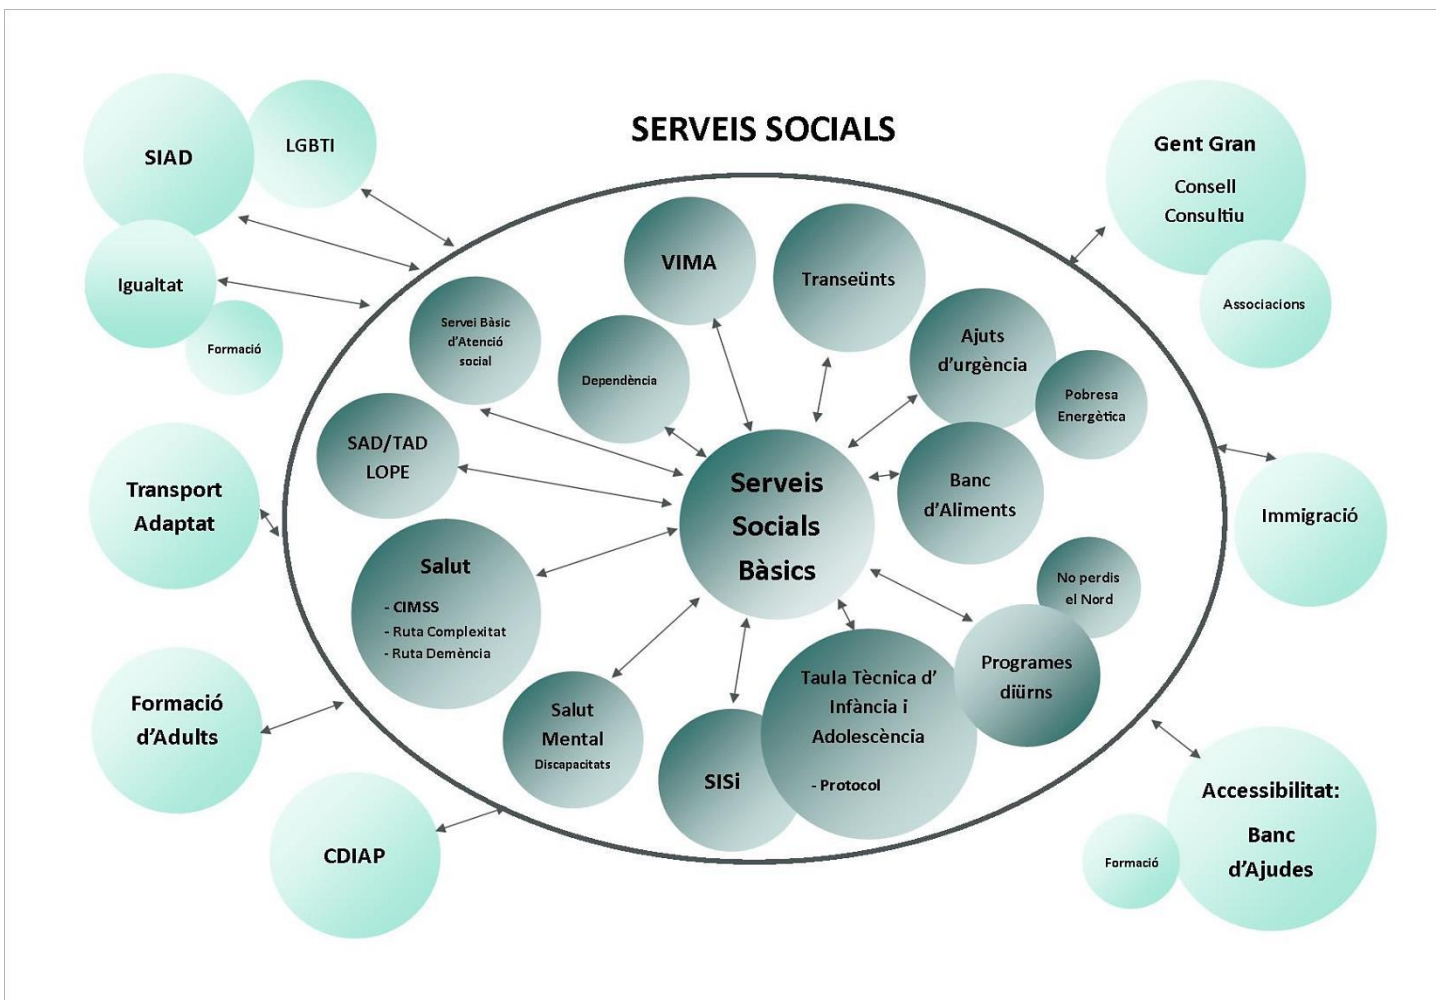 SERVEIS SOCIALS
SIAD
LGBTI
Igualtat
Formació
Transport
Adaptat
Formació
d'Adults
CDIAP
Gent Gran
Consell
Consultiu
Associacions
Immigració
Accessibilitat:
Banc
d'Ajudes
Formació
VIMA
Transeünts
Servei Bàsic
d'Atenció
social
Dependència
Ajuts
d'urgència
Pobresa
Energètica
SAD/TAD
LOPE
Banc
d'Aliments
Serveis
Socials
Bàsics
Salut
- CIMSS
- Ruta Complexitat
- Ruta Demència
No perdis
el Nord
Programes
diürns
Salut
Mental
Discapacitats
SISi
Taula Tècnica d'
Infància i
Adolescència
- Protocol